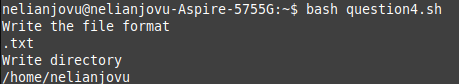 nelianjovu@nelianjovu-Aspire-5755G:~$ bash question4.sh
Write the file format
.txt
Write directory
/home/nelianjovu